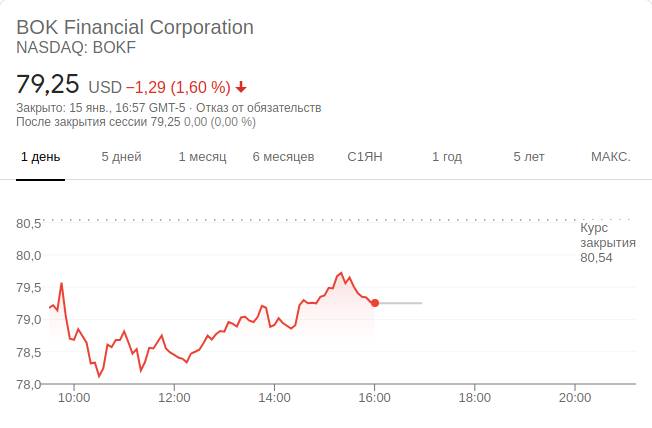 BOK Financial Corporation
NASDAQ: BOKF
79,25 USD −1,29 (1,60 %)
Закрыто: 15 янв., 16:57 GMT-5 · Отказ от обязательств
После закрытия сессии 79,25 0,00 (0,00 %)
1 день 5 дней 1 месяц 6 месяцев С1ЯН 1 год 5 лет МАКС.
80,5
Курс
закрытия
80,54
80,0
79,5
79,0
78,5
78,0
10:00 12:00 14:00 16:00 18:00 20:00